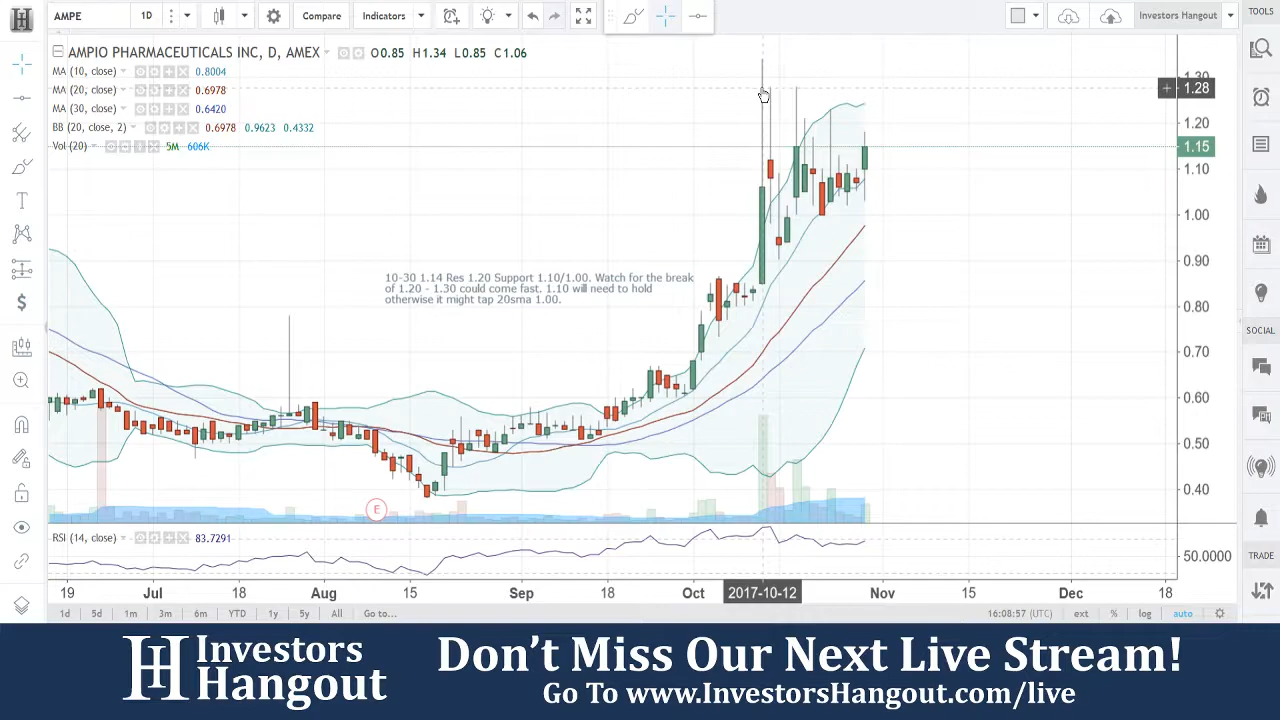 AMPE
1D
Compare
Indicators
Investors Hangout
TOOLS
AMPIO PHARMACEUTICALS INC, D, AMEX
O0.85 H1.34 L0.85 C1.06
MA (10, close) 0.8004
MA (20, close) 0.6978
MA (30, close) 0.6420
BB (20, close, 2) 0.6978 0.9623 0.4332
Vol (20) 5M 606K
1.30
1.28
1.20
1.15
1.10
1.00
0.90
0.80
0.70
0.60
0.50
0.40
10-30 1.14 Res 1.20 Support 1.10/1.00. Watch for the break
of 1.20 - 1.30 could come fast. 1.10 will need to hold
otherwise it might tap 20sma 1.00.
E
SOCIAL
RSI (14, close) 83.7291
50.0000
TRADE
19 Jul 18 Aug 15 Sep 18 Oct 2017-10-12 Nov 15 Dec 18
1d 5d 1m 3m 6m YTD 1y 5y All Go to...
16:08:57 (UTC) ext % log auto
Investors
Hangout
Don't Miss Our Next Live Stream!
Go To www.InvestorsHangout.com/live